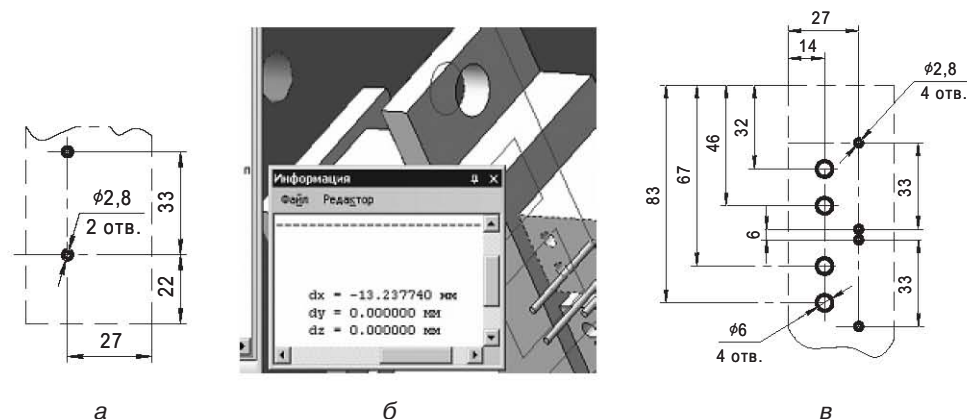 ϕ2,8
2 отв.
33
22
27
а
п
Информация
Файл Редактор
dx = -13.237740 мм
dy = 0.000000 мм
dz = 0.000000 мм
б
27
14
ϕ2,8
4 отв.
32
46
67
83
6
33
33
ϕ6
4 отв.
в